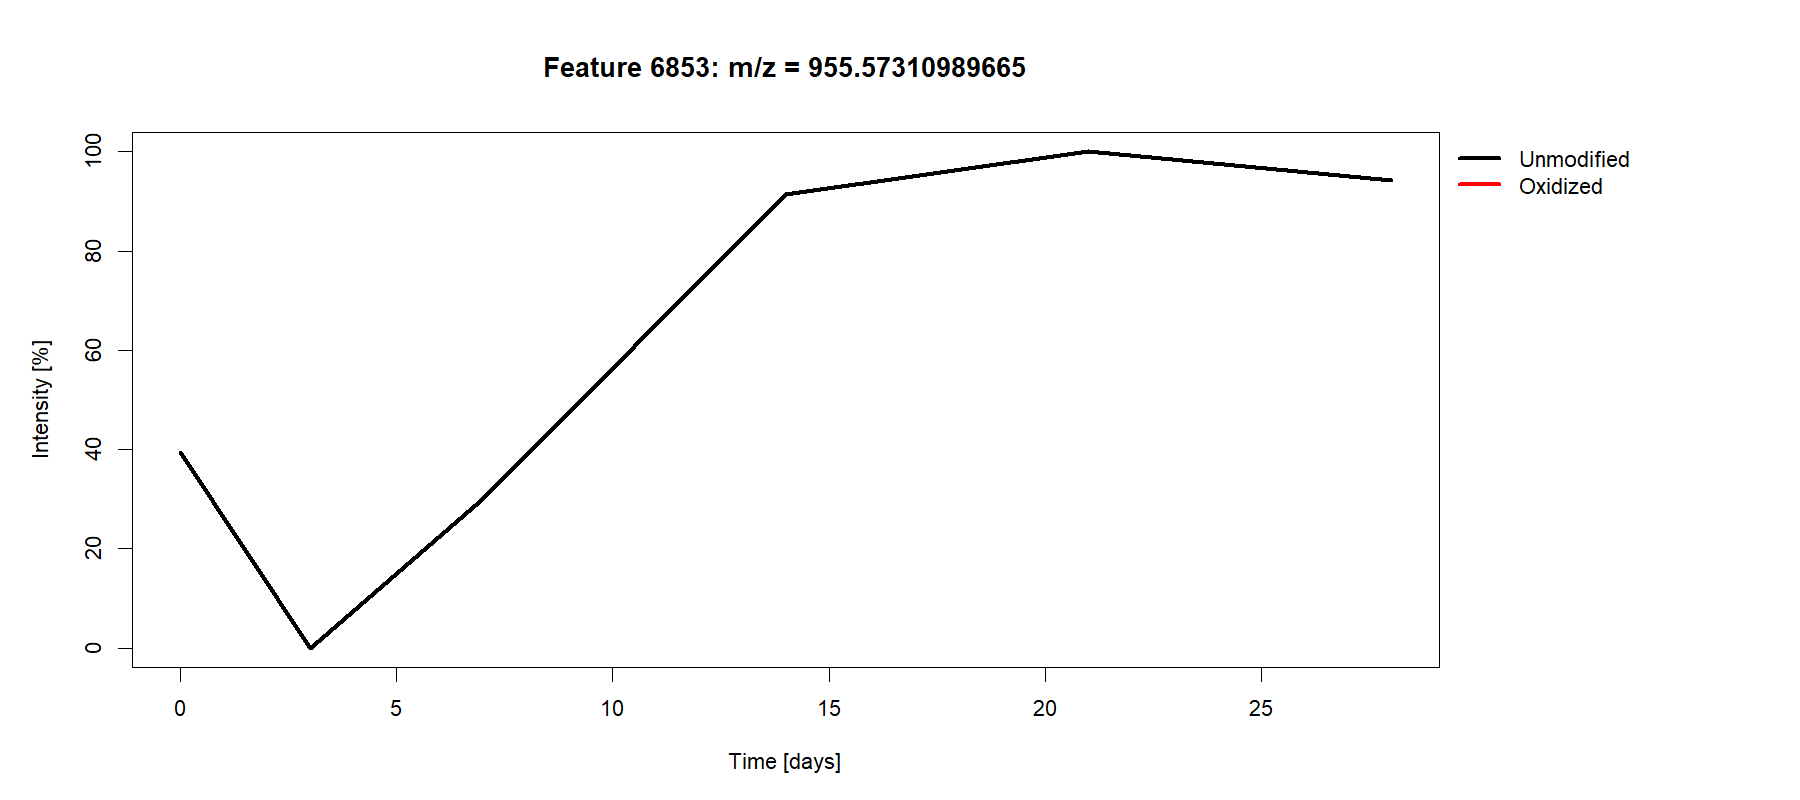 Feature 6853: m/z = 955.57310989665
Unmodified
Oxidized
100
80
60
40
20
0
Intensity [%]
0 5 10 15 20 25
Time [days]